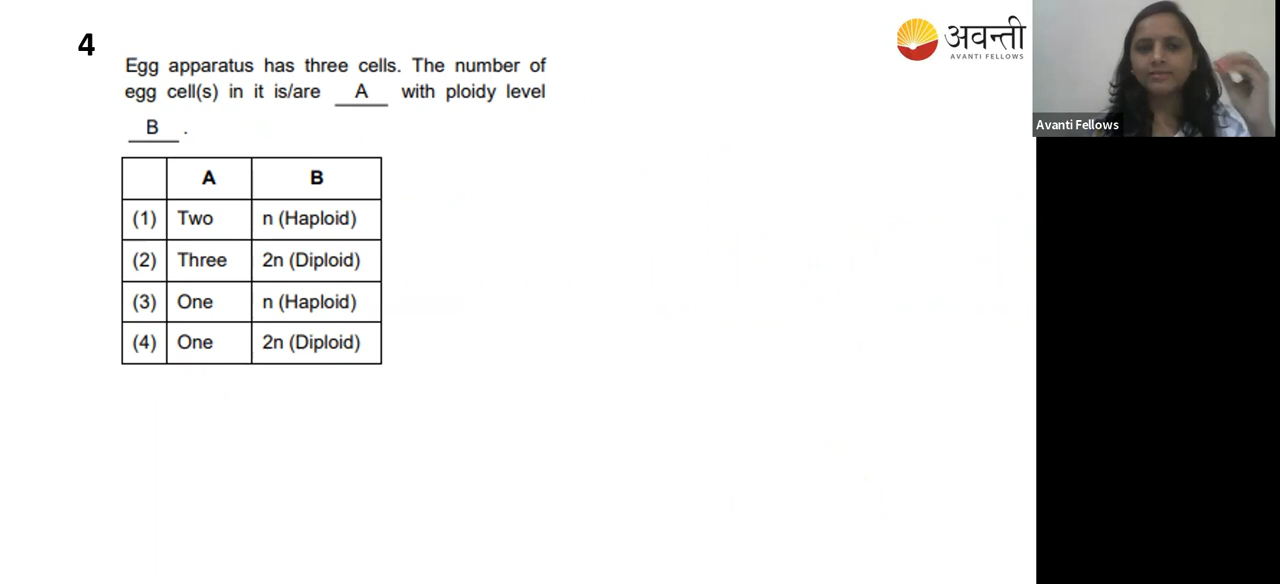 4
अवन्ती
AVANTI FELLOWS
Avanti Fellows
Egg apparatus has three cells. The number of
egg cell(s) in it is/are A with ploidy level
B .
A B
(1) Two n (Haploid)
(2) Three 2n (Diploid)
(3) One n (Haploid)
(4) One 2n (Diploid)